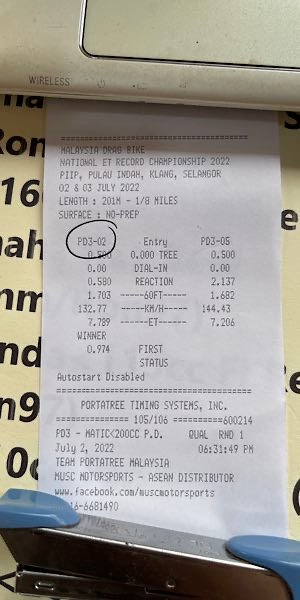 WIRELESS
MALAYSIA DRAG BIKE
NATIONAL ET RECORD CHAMPIONSHIP 2022
PIIP, PULAU INDAH, KLANG, SELANGOR
02 & 03 JULY 2022
LENGTH : 201M - 1/8 MILES
SURFACE : NO-PREP
PD3-02 Entry PD3-05
0.500 0.000 TREE 0.500
0.00 DIAL-IN 0.00
0.580 REACTION 2.137
1.703 -----60FT----- 1.682
132.77 -----KM/H----- 144.43
7.789 ------ET------ 7.206
WINNER
0.974 FIRST
STATUS
Autostart Disabled
PORTATREE TIMING SYSTEMS, INC.
============ 105/106 ==========600214
PD3 - MATIC<200CC P.D. QUAL RND 1
July 2, 2022 06:31:49 PM
TEAM PORTATREE MALAYSIA
MUSC MOTORSPORTS - ASEAN DISTRIBUTOR
www.facebook.com/muscmotorsports
16-6681490